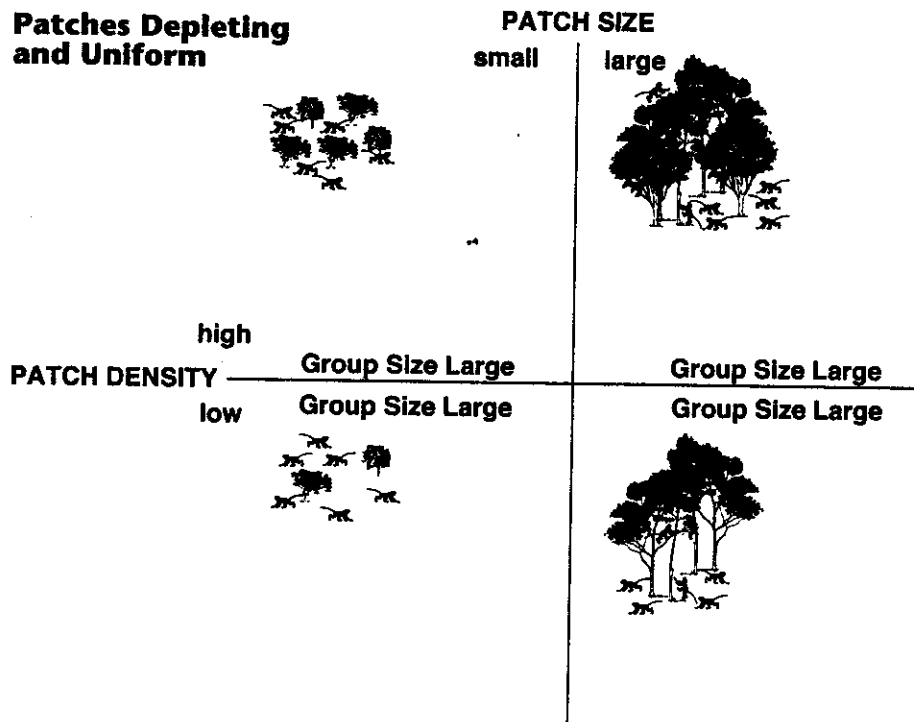 Patches Depleting
and Uniform
PATCH SIZE
small
large
high
Group Size Large
Group Size Large
PATCH DENSITY
low
Group Size Large
Group Size Large